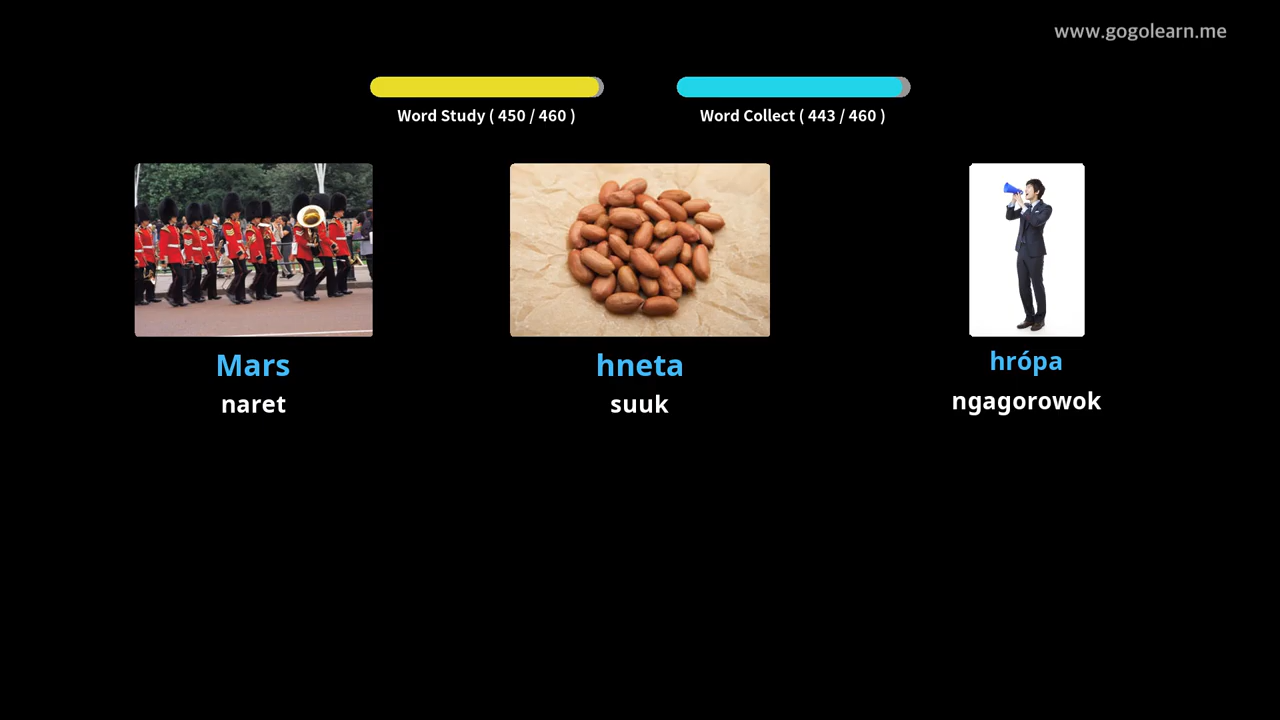 www.gogolearn.me
Word Study ( 450 / 460 )
Word Collect ( 443 / 460 )
Mars
naret
hneta
suuk
hrópa
ngagorowok